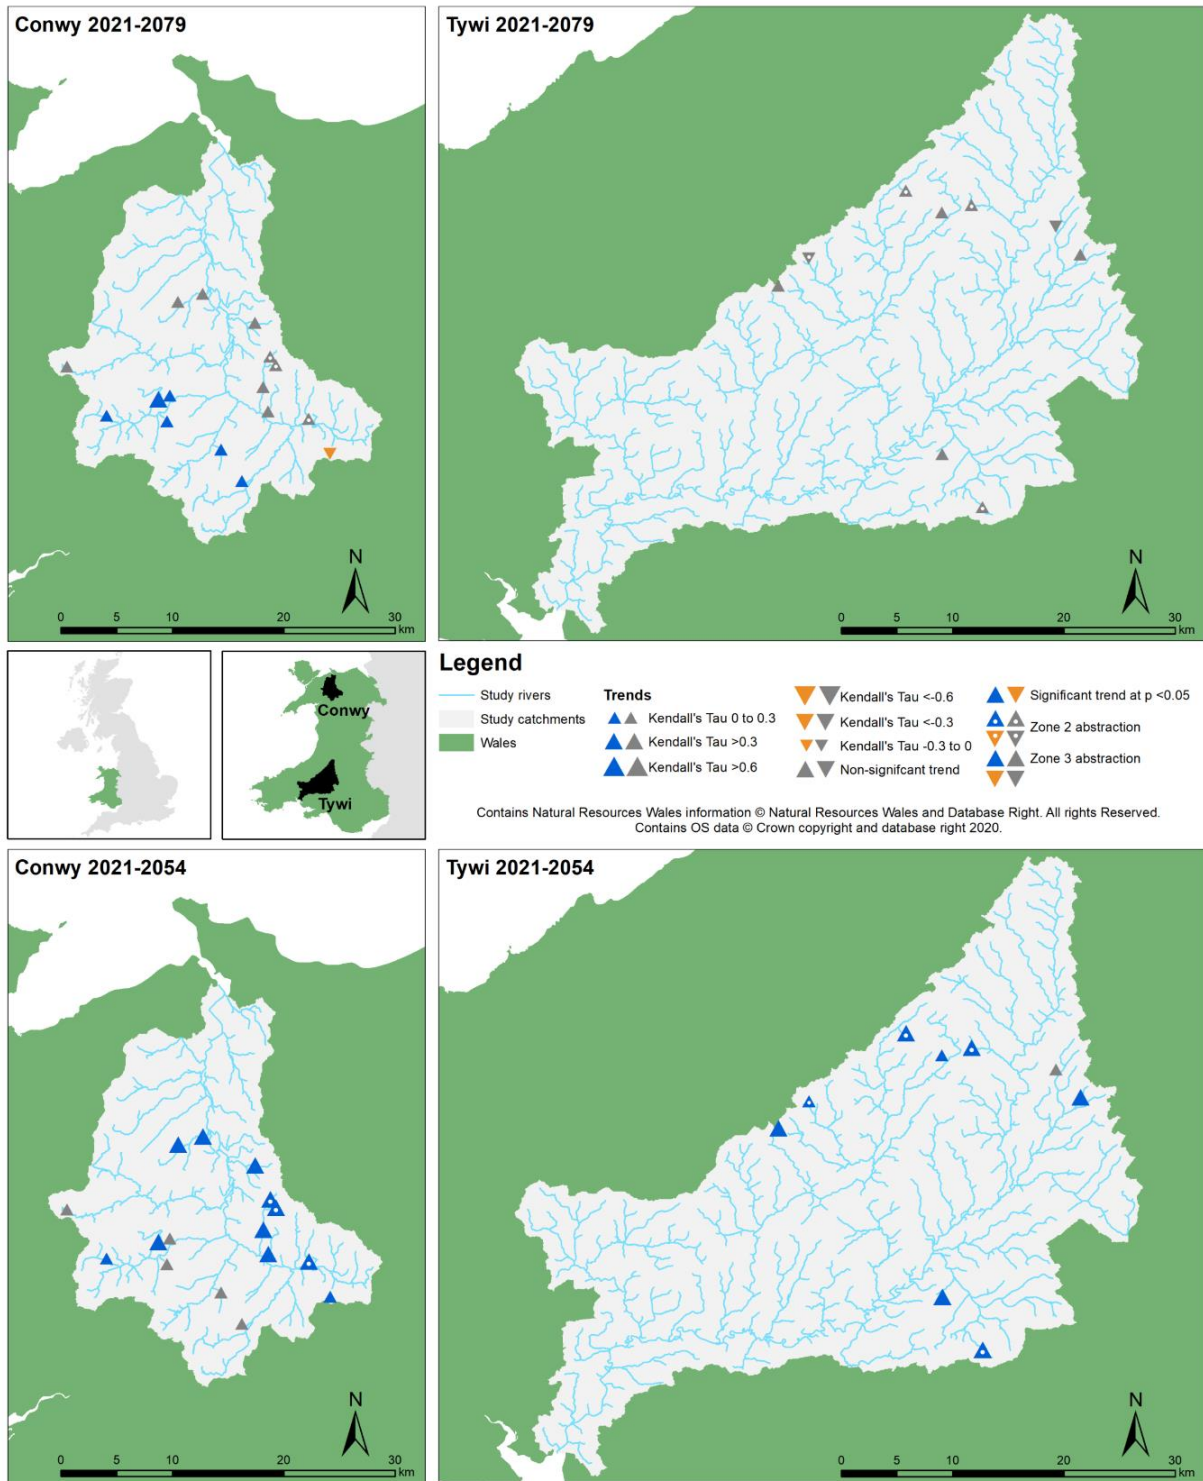 Conwy 2021-2079
Tywi 2021-2079
N
0 5 10 20 30
km
N
0 5 10 20 30
km
Conwy
Tywi
Legend
Study rivers
Study catchments
Wales
Trends
Kendall's Tau 0 to 0.3
Kendall's Tau >0.3
Kendall's Tau >0.6
Kendall's Tau <-0.6
Kendall's Tau <-0.3
Kendall's Tau -0.3 to 0
Non-signifcant trend
Significant trend at p <0.05
Zone 2 abstraction
Zone 3 abstraction
Contains Natural Resources Wales information © Natural Resources Wales and Database Right. All rights Reserved.
Contains OS data © Crown copyright and database right 2020.
Conwy 2021-2054
Tywi 2021-2054
N
0 5 10 20 30
km
N
0 5 10 20 30
km